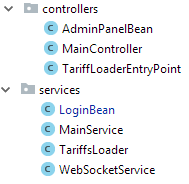 controllers
AdminPanelBean
MainController
TariffLoaderEntryPoint
services
LoginBean
MainService
TariffsLoader
WebSocketService